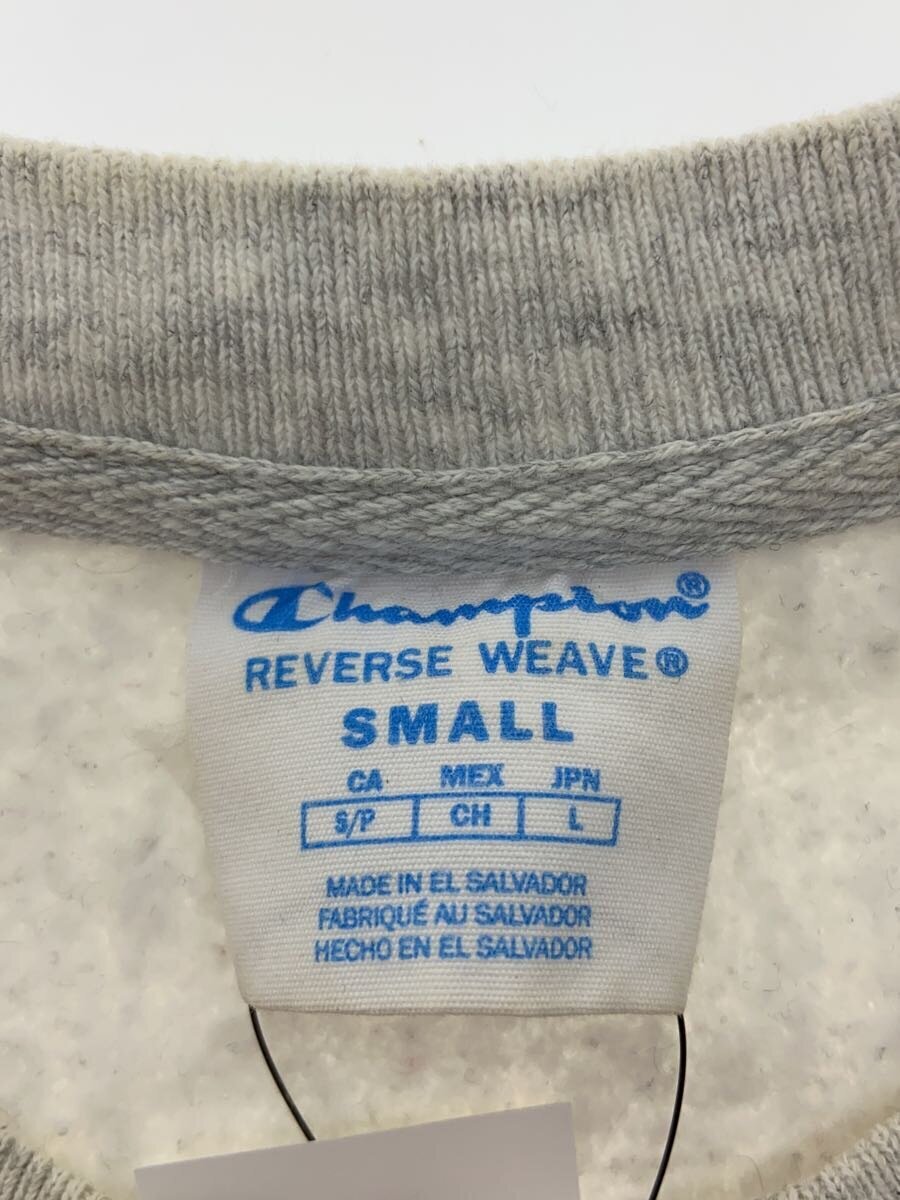 Champion®
REVERSE WEAVE®
SMALL
CA MEX JPN
S/P CH L
MADE IN EL SALVADOR
FABRIQUÉ AU SALVADOR
HECHO EN EL SALVADOR